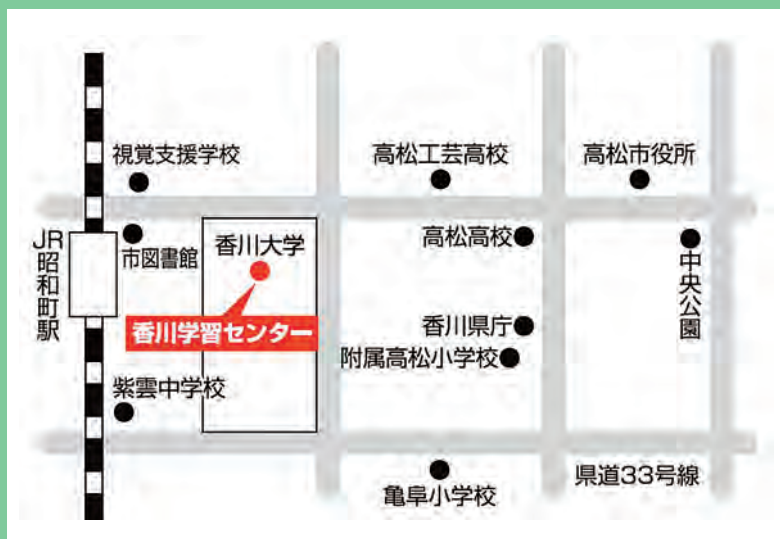 視覚支援学校
高松工芸高校
高松市役所
JR昭和町駅
市図書館
香川大学
高松高校
中央公園
香川学習センター
香川県庁
附属高松小学校
紫雲中学校
亀阜小学校
県道33号線